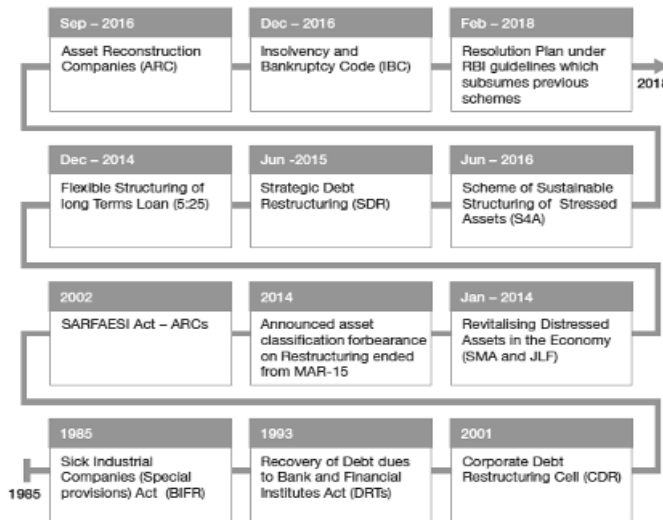 Sep – 2016
Asset Reconstruction
Companies (ARC)
Dec – 2016
Insolvency and
Bankruptcy Code (IBC)
Feb – 2018
Resolution Plan under
RBI guidelines which
subsumes previous
schemes
2018
Dec – 2014
Flexible Structuring of
long Terms Loan (5:25)
Jun -2015
Strategic Debt
Restructuring (SDR)
Jun – 2016
Scheme of Sustainable
Structuring of Stressed
Assets (S4A)
2002
SARFAESI Act – ARCs
2014
Announced asset
classification forbearance
on Restructuring ended
from MAR-15
Jan – 2014
Revitalising Distressed
Assets in the Economy
(SMA and JLF)
1985
1985
Sick Industrial
Companies (Special
provisions) Act (BIFR)
1993
Recovery of Debt dues
to Bank and Financial
Institutes Act (DRTs)
2001
Corporate Debt
Restructuring Cell (CDR)